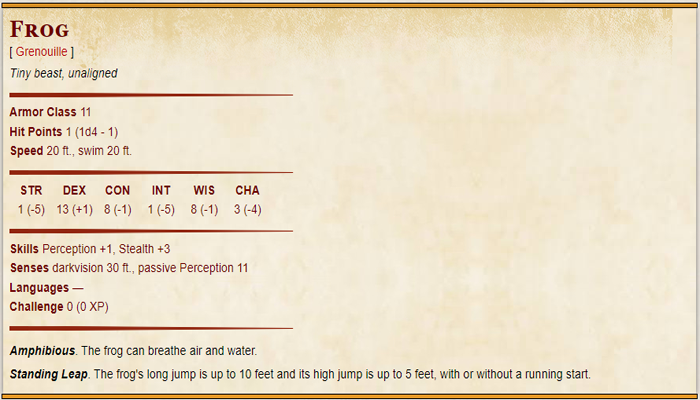 Frog
[ Grenouille ]
Tiny beast, unaligned
Armor Class 11
Hit Points 1 (1d4 - 1)
Speed 20 ft., swim 20 ft.
STR DEX CON INT WIS CHA
1 (-5) 13 (+1) 8 (-1) 1 (-5) 8 (-1) 3 (-4)
Skills Perception +1, Stealth +3
Senses darkvision 30 ft., passive Perception 11
Languages —
Challenge 0 (0 XP)
Amphibious. The frog can breathe air and water.
Standing Leap. The frog's long jump is up to 10 feet and its high jump is up to 5 feet, with or without a running start.